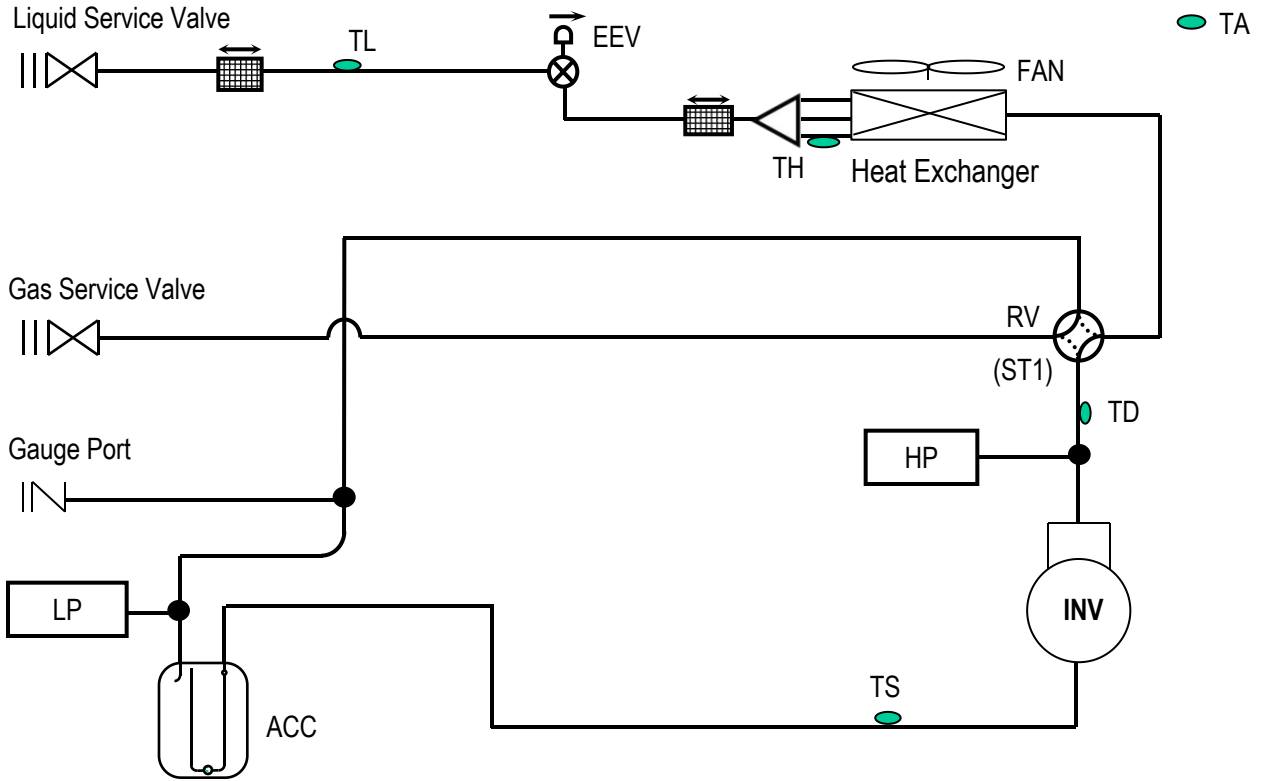 Liquid Service Valve
TL
EEV
TA
FAN
TH
Heat Exchanger
Gas Service Valve
RV
(ST1)
TD
Gauge Port
HP
LP
INV
TS
ACC